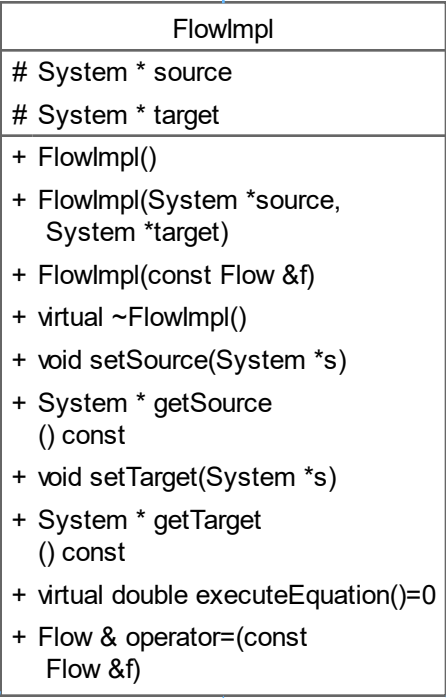 FlowImpl
# System * source
# System * target
+ FlowImpl()
+ FlowImpl(System *source,
System *target)
+ FlowImpl(const Flow &f)
+ virtual ~FlowImpl()
+ void setSource(System *s)
+ System * getSource
() const
+ void setTarget(System *s)
+ System * getTarget
() const
+ virtual double executeEquation()=0
+ Flow & operator=(const
Flow &f)